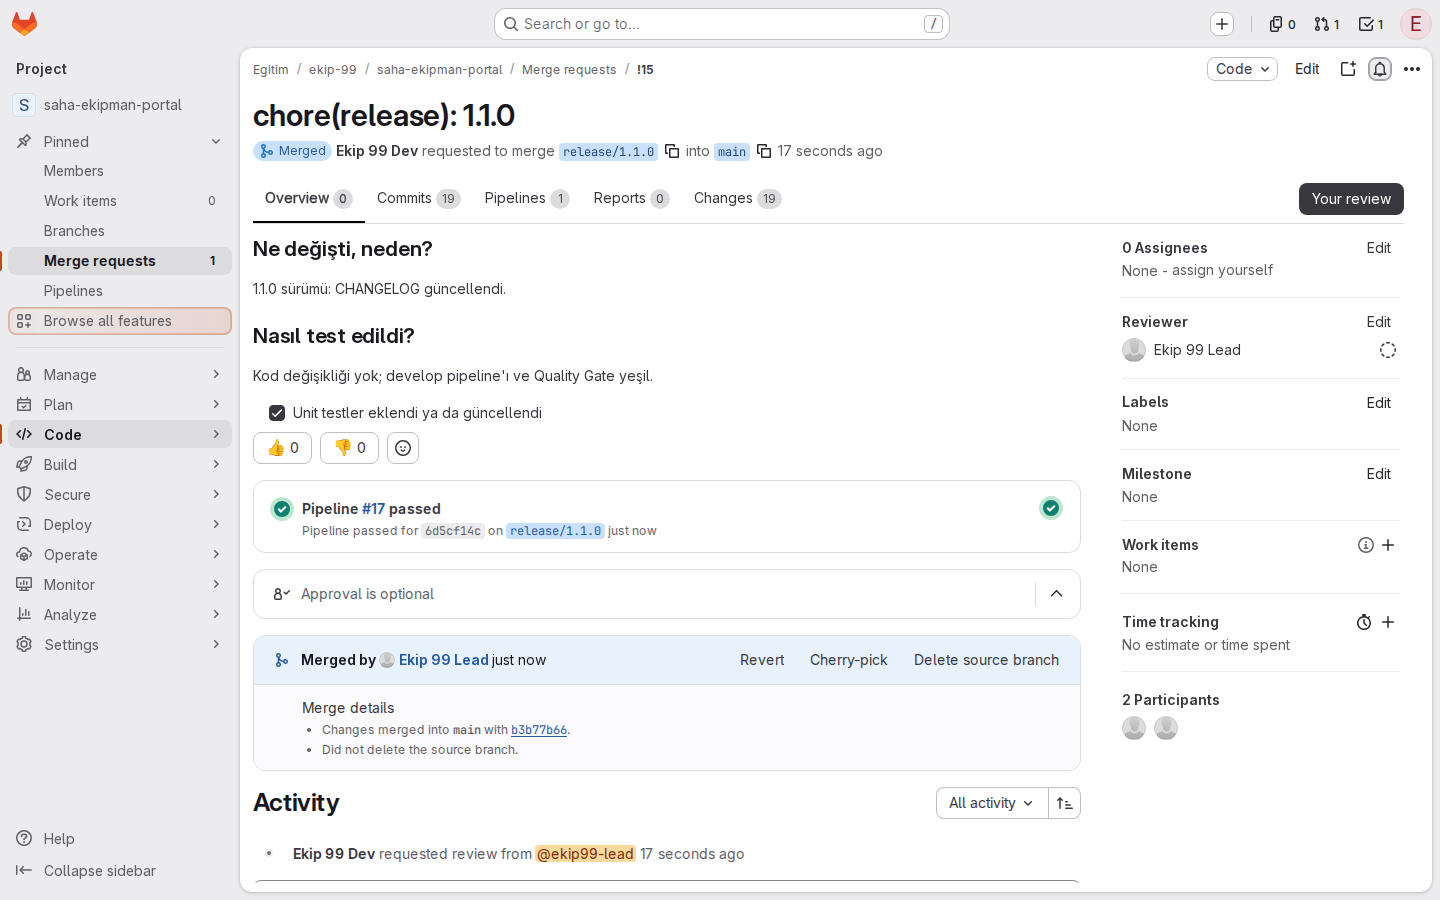 Search or go to...
/
0
1
1
E
Project
S saha-ekipman-portal
Pinned
Members
Work items 0
Branches
Merge requests 1
Pipelines
Browse all features
Manage
Plan
Code
Build
Secure
Deploy
Operate
Monitor
Analyze
Settings
Help
Collapse sidebar
Egitim / ekip-99 / saha-ekipman-portal / Merge requests / !15
Code
Edit
chore(release): 1.1.0
Merged Ekip 99 Dev requested to merge release/1.1.0 into main 17 seconds ago
Overview 0 Commits 19 Pipelines 1 Reports 0 Changes 19
Your review
Ne değişti, neden?
1.1.0 sürümü: CHANGELOG güncellendi.
Nasıl test edildi?
Kod değişikliği yok; develop pipeline'ı ve Quality Gate yeşil.
Unit testler eklendi ya da güncellendi
👍 0 👎 0
Pipeline #17 passed
Pipeline passed for 6d5cf14c on release/1.1.0 just now
Approval is optional
Merged by Ekip 99 Lead just now
Revert Cherry-pick Delete source branch
Merge details
Changes merged into main with b3b77b66.
Did not delete the source branch.
Activity
All activity
Ekip 99 Dev requested review from @ekip99-lead 17 seconds ago
0 Assignees Edit
None - assign yourself
Reviewer Edit
Ekip 99 Lead
Labels Edit
None
Milestone Edit
None
Work items
None
Time tracking
No estimate or time spent
2 Participants